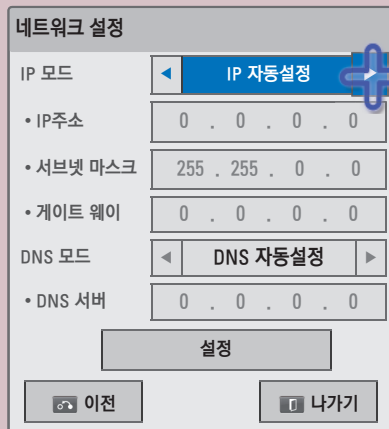 네트워크 설정
IP 모드 ◀ IP 자동설정 ▶
• IP주소 0 . 0 . 0 . 0
• 서브넷 마스크 255 . 255 . 0 . 0
• 게이트 웨이 0 . 0 . 0 . 0
DNS 모드 ◀ DNS 자동설정 ▶
• DNS 서버 0 . 0 . 0 . 0
설정
이전 나가기